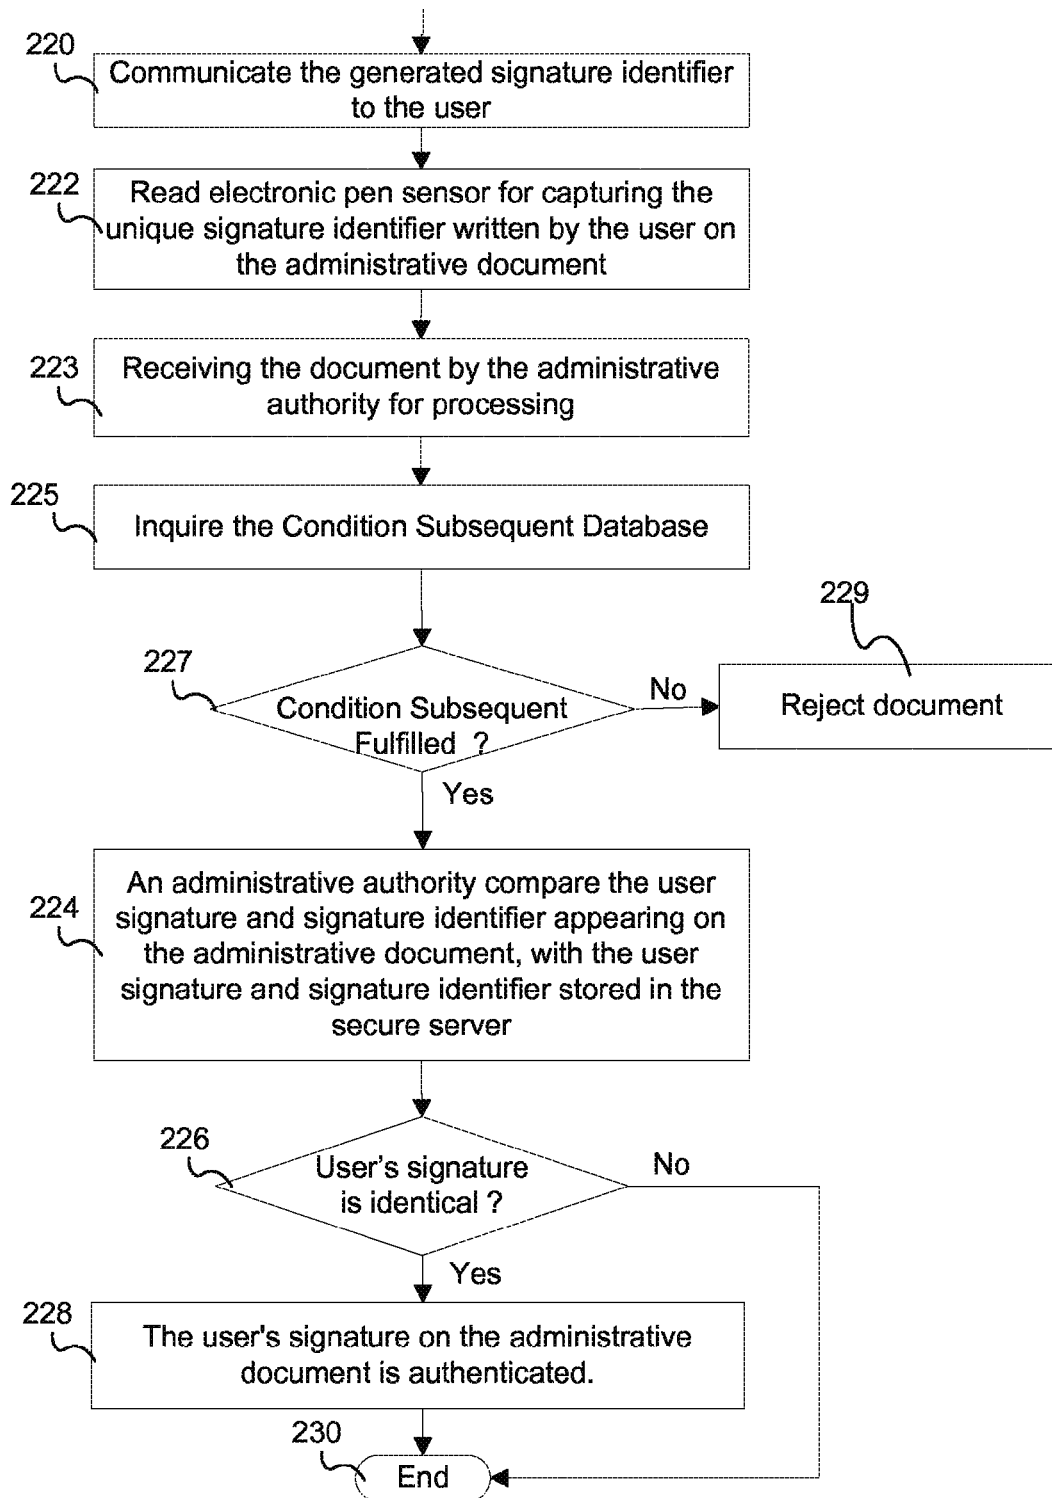 220
Communicate the generated signature identifier
to the user
222
Read electronic pen sensor for capturing the
unique signature identifier written by the user on
the administrative document
223
Receiving the document by the administrative
authority for processing
225
Inquire the Condition Subsequent Database
229
227
No
Reject document
Condition Subsequent
Fulfilled ?
Yes
224
An administrative authority compare the user
signature and signature identifier appearing on
the administrative document, with the user
signature and signature identifier stored in the
secure server
226
User's signature
is identical ?
No
Yes
228
The user's signature on the administrative
document is authenticated.
230
End